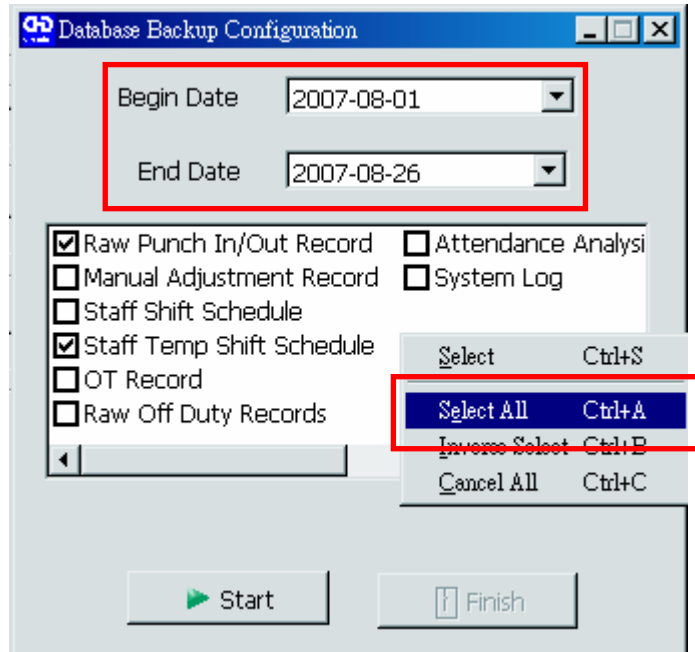 Database Backup Configuration
Begin Date 2007-08-01
End Date 2007-08-26
Raw Punch In/Out Record Attendance Analysi
Manual Adjustment Record System Log
Staff Shift Schedule
Staff Temp Shift Schedule
OT Record
Raw Off Duty Records
Select Ctrl+S
Select All Ctrl+A
Inverse Select Ctrl+B
Cancel All Ctrl+C
Start Finish